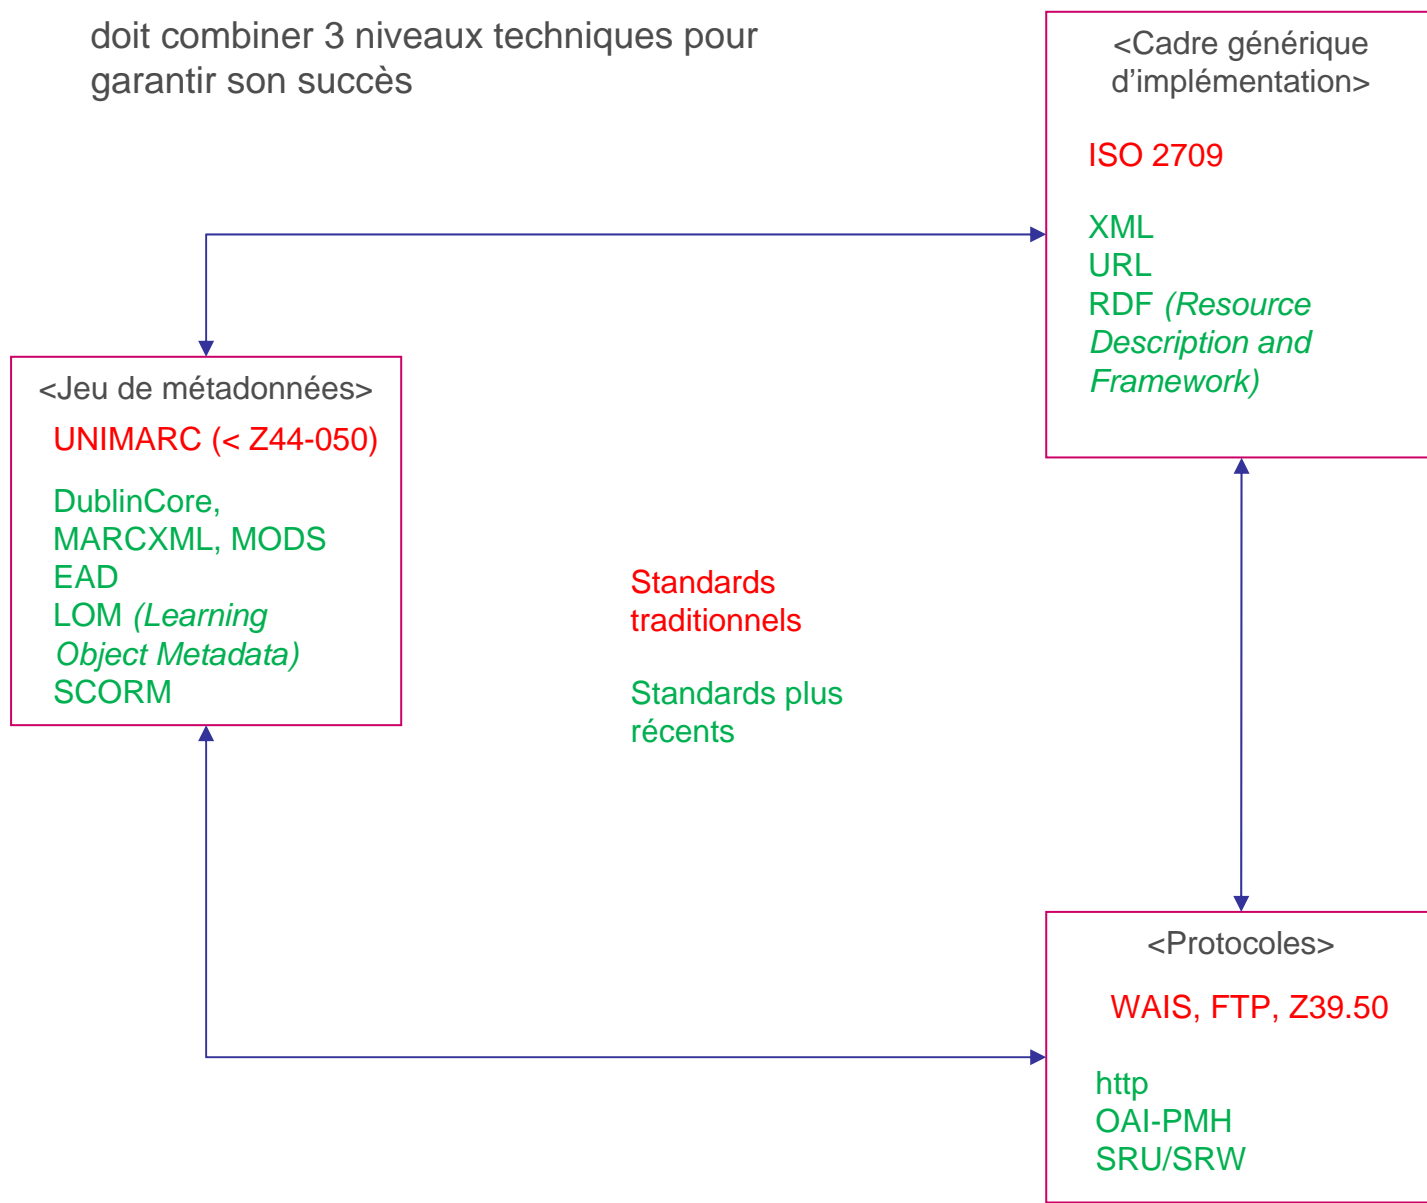 doit combiner 3 niveaux techniques pour
garantir son succès
<Cadre générique
d'implémentation>
ISO 2709
XML
URL
RDF (Resource
Description and
Framework)
<Jeu de métadonnées>
UNIMARC (< Z44-050)
DublinCore,
MARCXML, MODS
EAD
LOM (Learning
Object Metadata)
SCORM
Standards
traditionnels
Standards plus
récents
<Protocoles>
WAIS, FTP, Z39.50
http
OAI-PMH
SRU/SRW